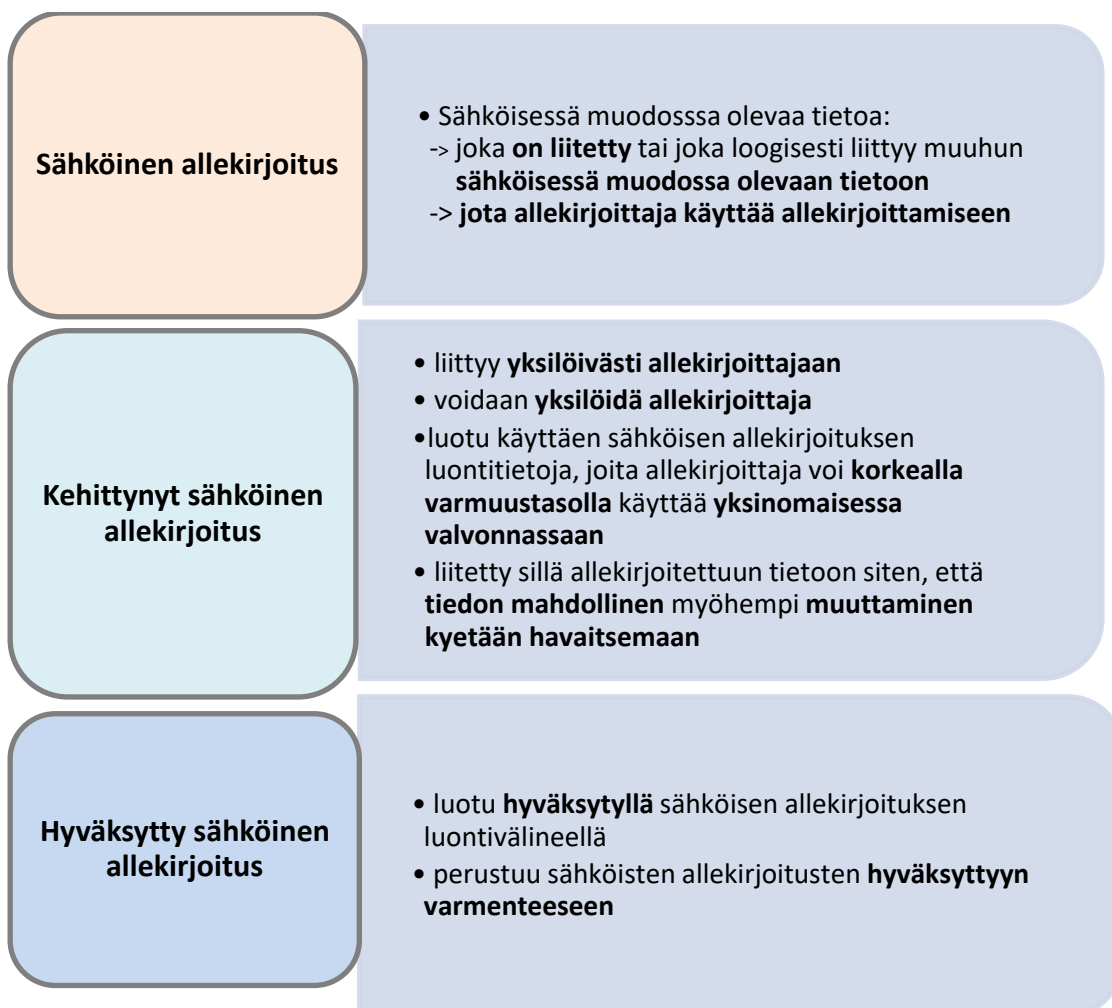 Sähköinen allekirjoitus
• Sähköisessä muodosssa olevaa tietoa:
-> joka on liitetty tai joka loogisesti liittyy muuhun
sähköisessä muodossa olevaan tietoon
-> jota allekirjoittaja käyttää allekirjoittamiseen
Kehittynyt sähköinen
allekirjoitus
• liittyy yksilöivästi allekirjoittajaan
• voidaan yksilöidä allekirjoittaja
•luotu käyttäen sähköisen allekirjoituksen
luontitietoja, joita allekirjoittaja voi korkealla
varmuustasolla käyttää yksinomaisessa
valvonnassaan
• liitetty sillä allekirjoitettuun tietoon siten, että
tiedon mahdollinen myöhempi muuttaminen
kyetään havaitsemaan
Hyväksytty sähköinen
allekirjoitus
• luotu hyväksytyllä sähköisen allekirjoituksen
luontivälineellä
• perustuu sähköisten allekirjoitusten hyväksyttyyn
varmenteeseen